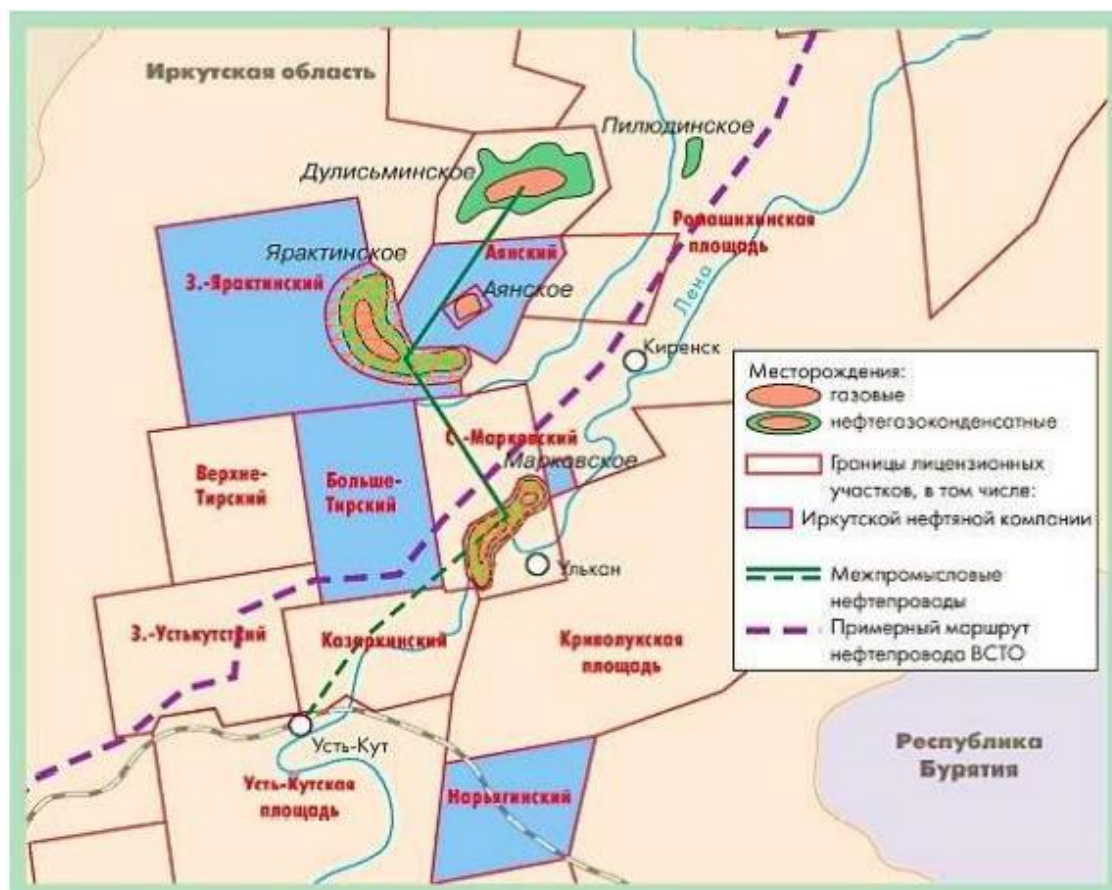 Иркутская область
Пилюдинское
Дулисьминское
Ромашихинская
площадь
Ярактинское
Аянский
З.-Ярактинский
Аянское
Лена
Киренск
Месторождения:
газовые
нефтегазоконденсатные
Границы лицензионных
участков, в том числе:
Иркутской нефтяной компании
Межпромысловые
нефтепроводы
Примерный маршрут
нефтепровода ВСТО
С.-Марковский
Марковское
Верхне-
Тирский
Больше-
Тирский
Улькан
З.-Устькутский
Казаркинский
Криволукская
площадь
Усть-Кут
Усть-Кутская
площадь
Нарьягинский
Республика
Бурятия